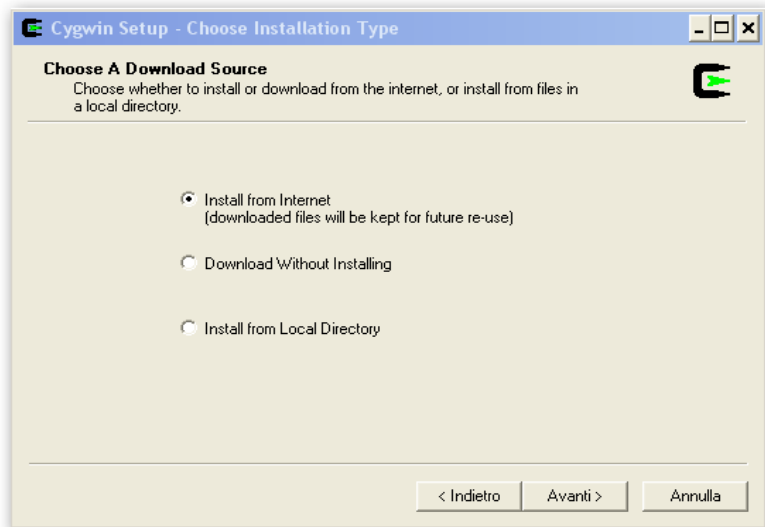 Cygwin Setup - Choose Installation Type
Choose A Download Source
Choose whether to install or download from the internet, or install from files in
a local directory.
Install from Internet
(downloaded files will be kept for future re-use)
Download Without Installing
Install from Local Directory
< Indietro Avanti > Annulla